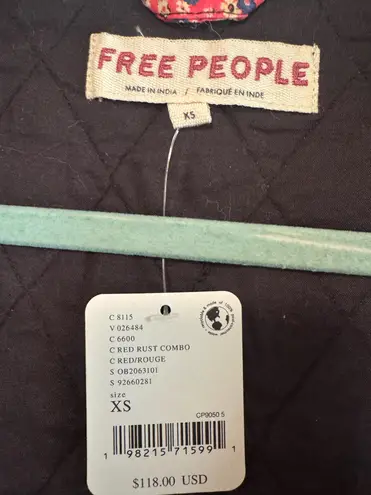 FREE PEOPLE
MADE IN INDIA / FABRIQUÉ EN INDE
XS
C 8115
V 026484
C 6600
C RED RUST COMBO
C RED/ROUGE
S OB2063101
S 92660281
size
XS
CP9050 5
1 98215 71599 1
$118.00 USD